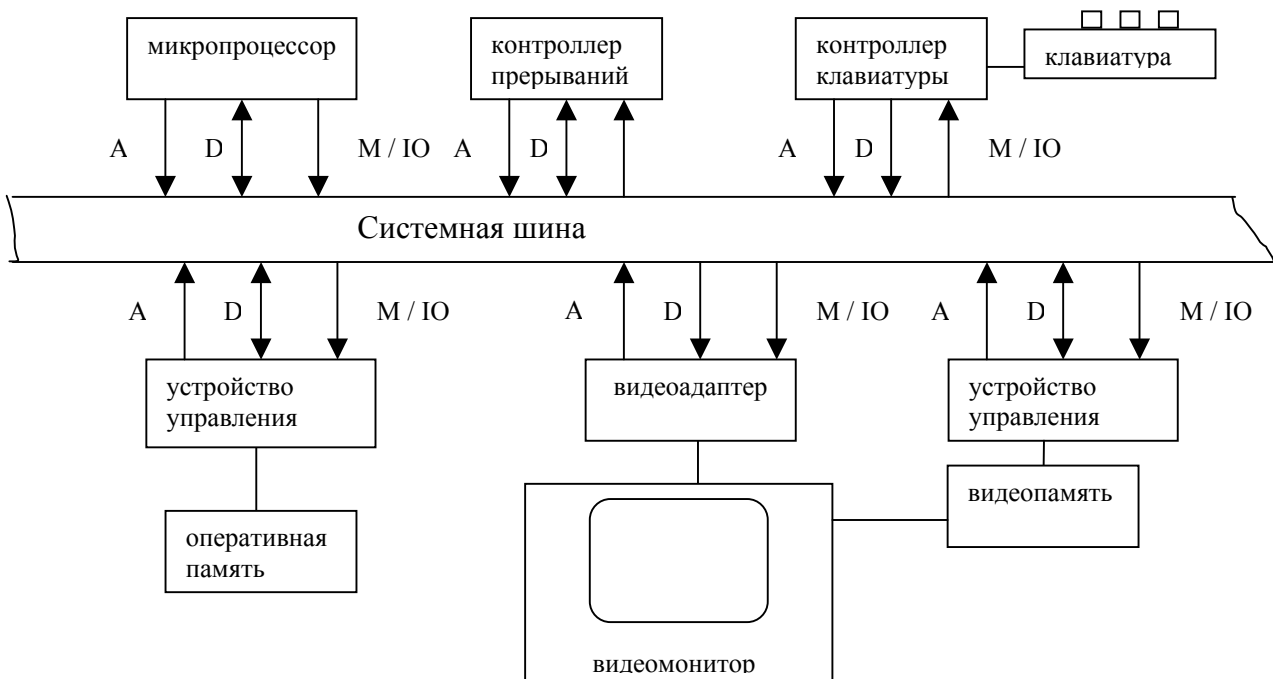 микропроцессор
контроллер
прерываний
контроллер
клавиатуры
клавиатура
A D M / IO A D A D M / IO
Системная шина
A D M / IO A D M / IO A D M / IO
устройство
управления
видеоадаптер
устройство
управления
видеопамять
оперативная
память
видеомонитор